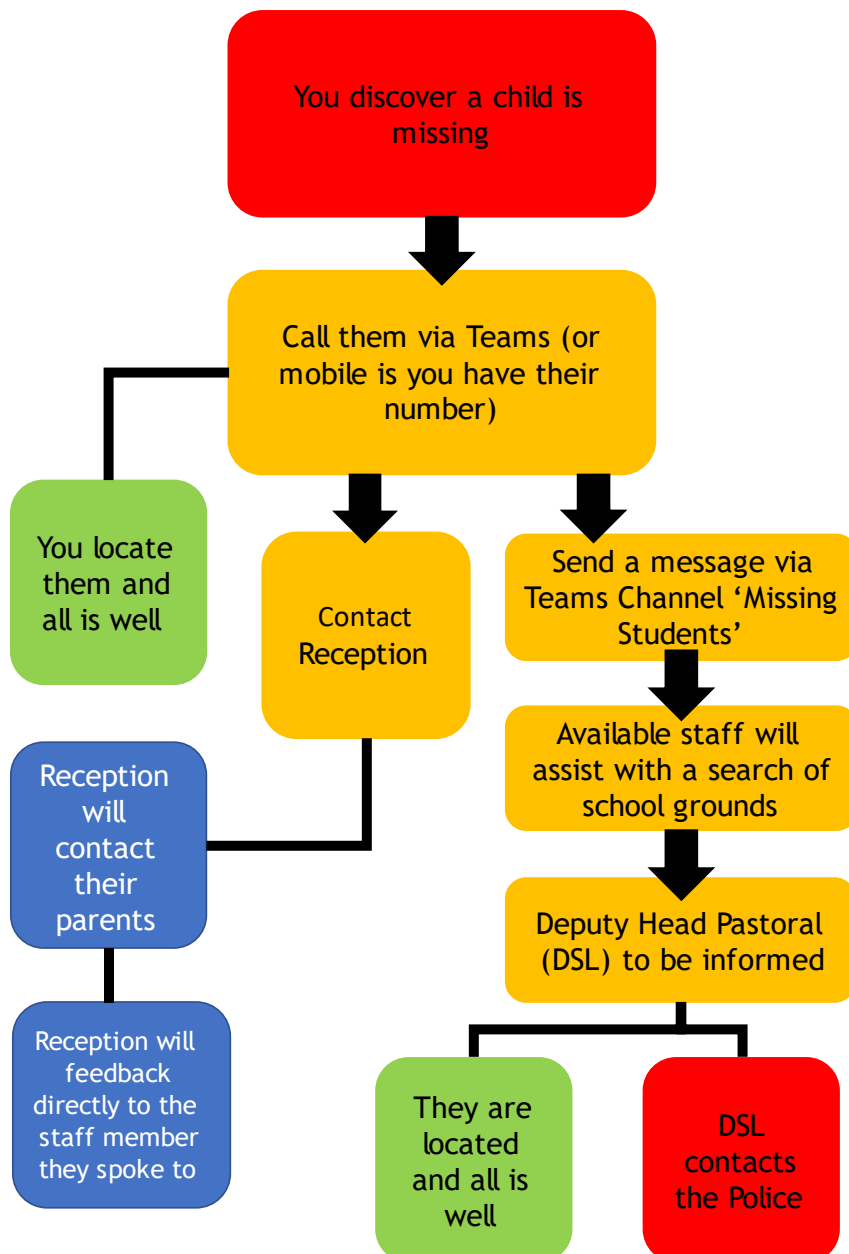 You discover a child is
missing
Call them via Teams (or
mobile is you have their
number)
You locate
them and
all is well
Contact
Reception
Send a message via
Teams Channel ‘Missing
Students’
Available staff will
assist with a search of
school grounds
Reception
will
contact
their
parents
Deputy Head Pastoral
(DSL) to be informed
Reception will
feedback
directly to the
staff member
they spoke to
They are
located
and all is
well
DSL
contacts
the Police